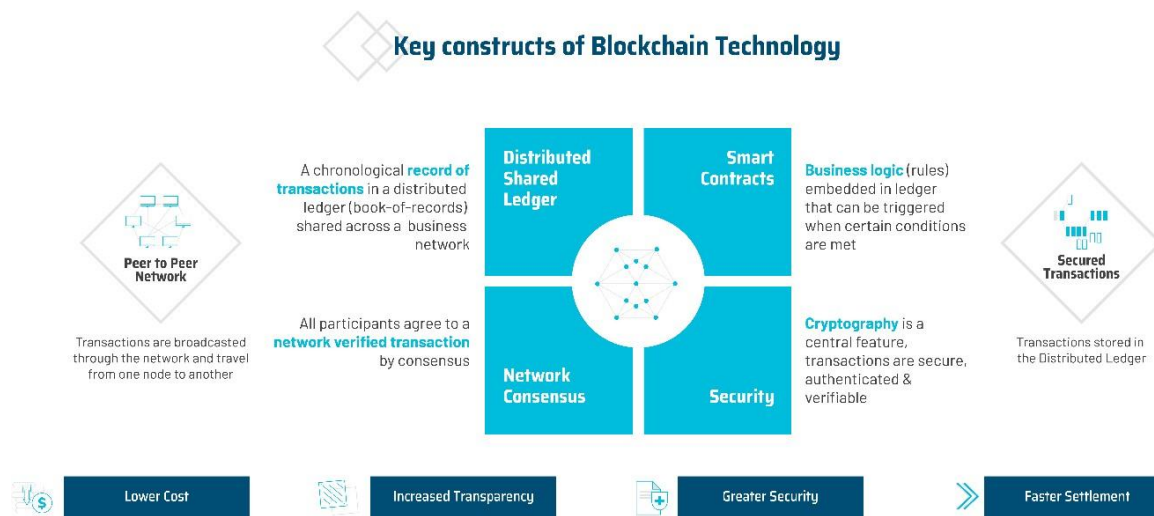 Key constructs of Blockchain Technology
Peer to Peer
Network
Transactions are broadcasted
through the network and travel
from one node to another
A chronological record of
transactions in a distributed
ledger (book-of-records)
shared across a business
network
Distributed
Shared
Ledger
Smart
Contracts
Business logic (rules)
embedded in ledger
that can be triggered
when certain conditions
are met
All participants agree to a
network verified transaction
by consensus
Network
Consensus
Security
Cryptography is a
central feature,
transactions are secure,
authenticated &
verifiable
Secured
Transactions
Transactions stored in
the Distributed Ledger
$
Lower Cost
Increased Transparency
Greater Security
Faster Settlement